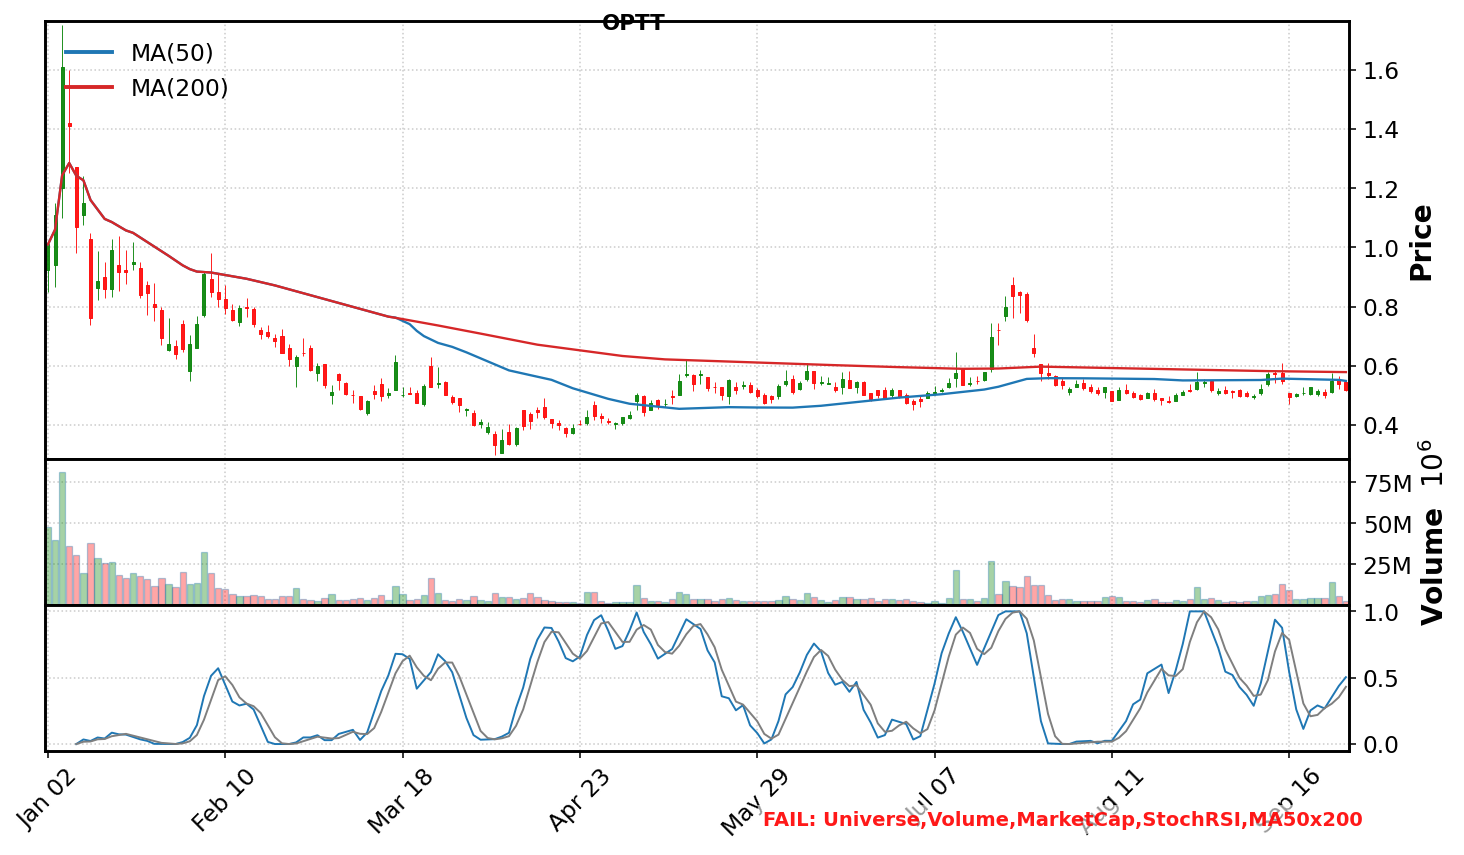 OPTT
MA(50)
MA(200)
1.6
1.4
1.2
1.0
0.8
0.6
0.4
Price
75M
50M
25M
Volume 10^6
1.0
0.5
0.0
Jan 02
Feb 10
Mar 18
Apr 23
May 29
Jul 07
Aug 11
Sep 16
FAIL: Universe,Volume,Marketcap,StochRSI,MA50x200